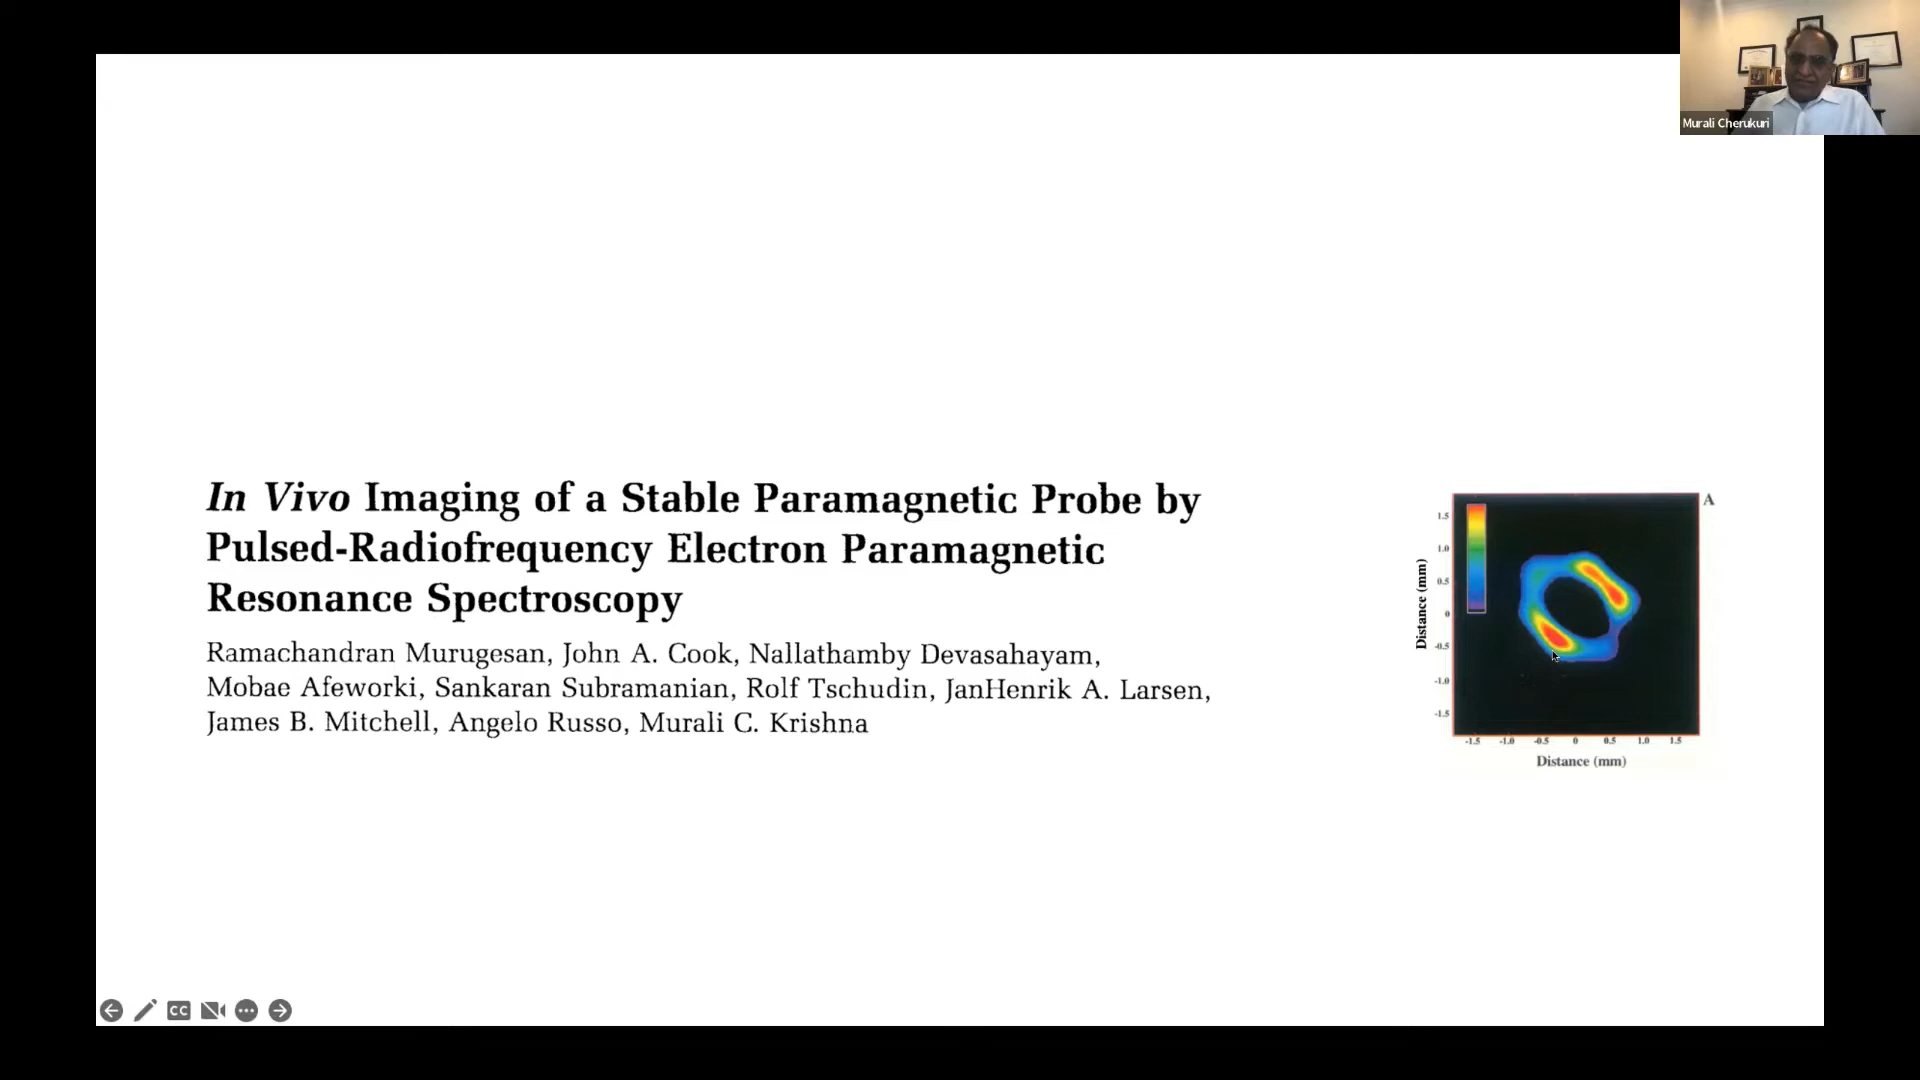 Murali Cherukuri
In Vivo Imaging of a Stable Paramagnetic Probe by
Pulsed-Radiofrequency Electron Paramagnetic
Resonance Spectroscopy
Ramachandran Murugesan, John A. Cook, Nallathamby Devasahayam,
Mobae Afeworki, Sankaran Subramanian, Rolf Tschudin, JanHenrik A. Larsen,
James B. Mitchell, Angelo Russo, Murali C. Krishna
A
Distance (mm)
1.5
1.0
0.5
0
-0.5
-1.0
-1.5
-1.5 -1.0 -0.5 0 0.5 1.0 1.5
Distance (mm)
CC